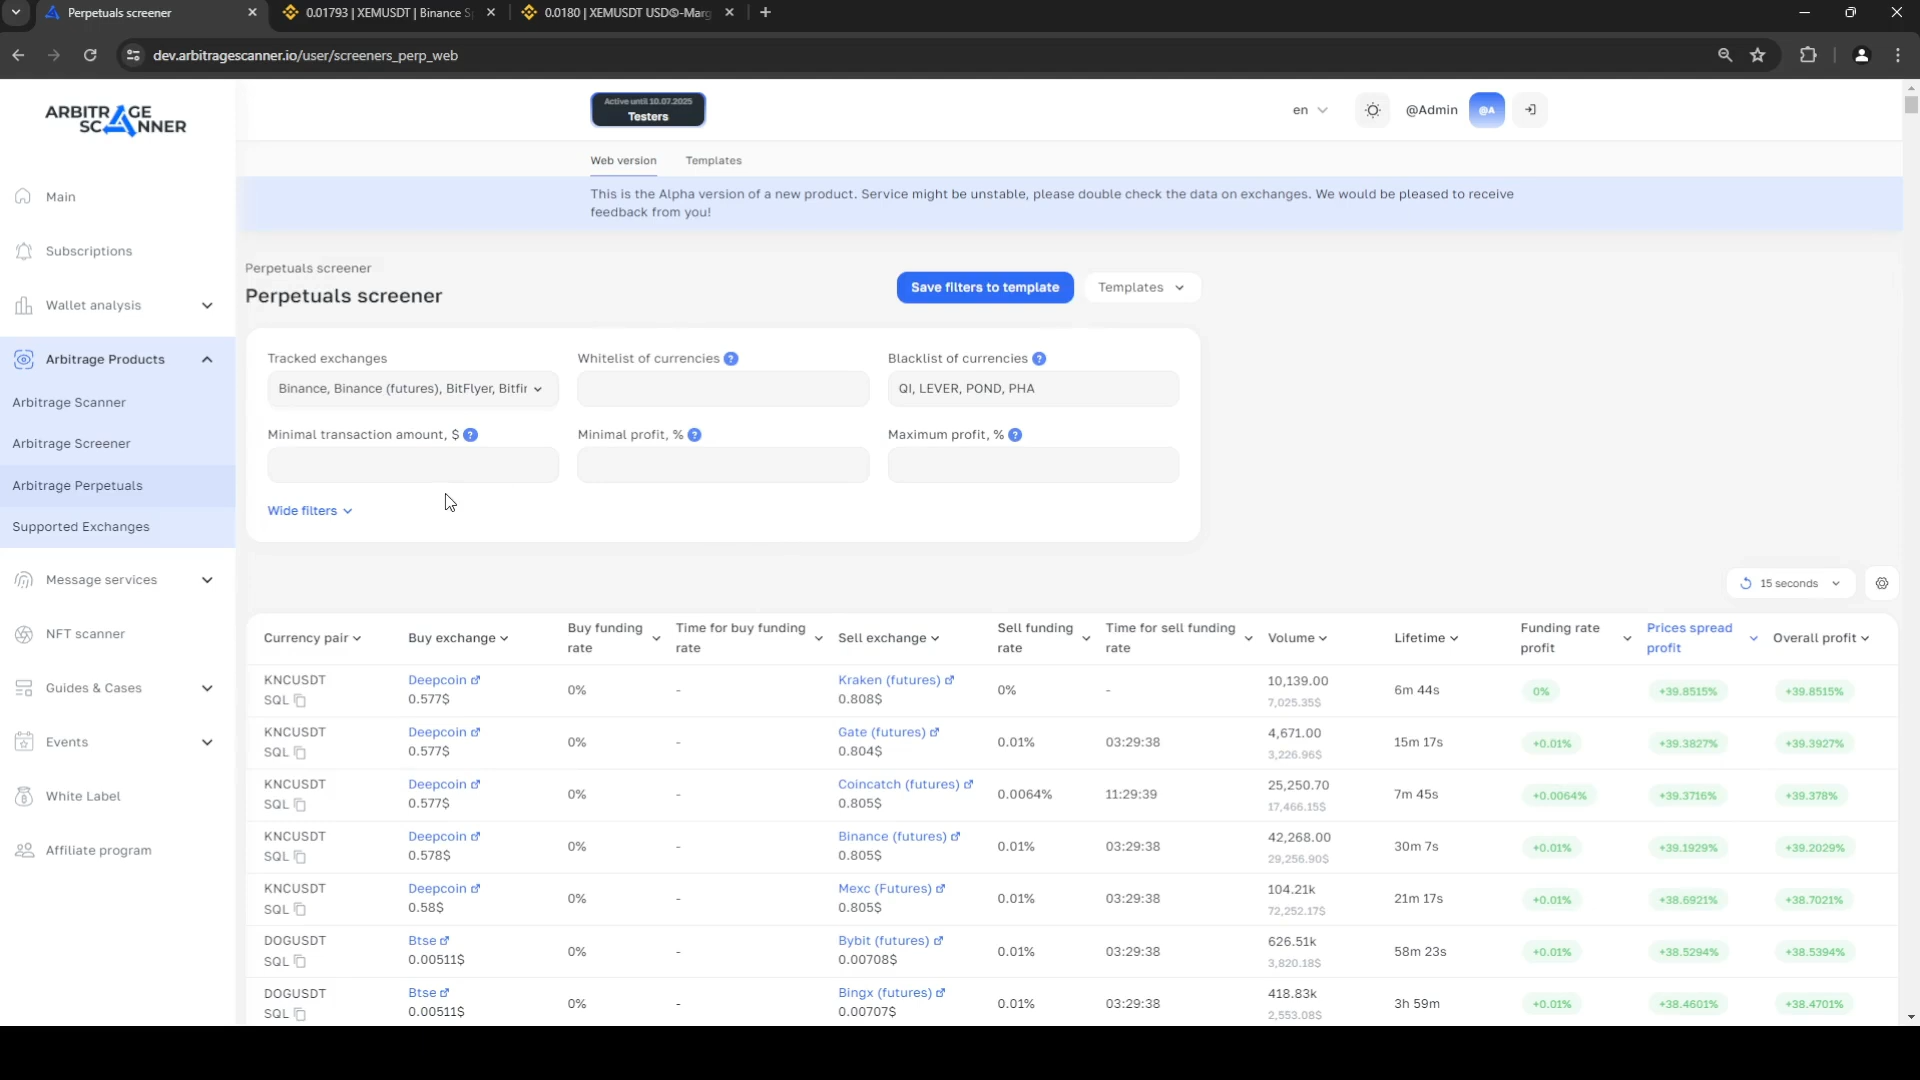 Perpetuals screener
0.01793 | XEMUSDT | Binance S
0.0180 | XEMUSDT USD©-Marg
dev.arbitragescanner.io/user/screeners_perp_web
ARBITRAGE
SCANNER
Active until 10.07.2025
Testers
en
@Admin
@A
Web version
Templates
This is the Alpha version of a new product. Service might be unstable, please double check the data on exchanges. We would be pleased to receive
feedback from you!
Main
Subscriptions
Wallet analysis
Arbitrage Products
Arbitrage Scanner
Arbitrage Screener
Arbitrage Perpetuals
Supported Exchanges
Message services
NFT scanner
Guides & Cases
Events
White Label
Affiliate program
Perpetuals screener
Perpetuals screener
Save filters to template
Templates
Tracked exchanges
Whitelist of currencies ?
Blacklist of currencies ?
Binance, Binance (futures), BitFlyer, Bitfir
QI, LEVER, POND, PHA
Minimal transaction amount, $ ?
Minimal profit, % ?
Maximum profit, % ?
Wide filters
15 seconds
Currency pair Buy exchange Buy funding rate Time for buy funding rate Sell exchange Sell funding rate Time for sell funding rate Volume Lifetime Funding rate profit Prices spread profit Overall profit
KNCUSDT Deepcoin 0% - Kraken (futures) 0% - 10,139.00 6m 44s 0% +39.8515% +39.8515%
SQL 0.577$ 0.808$ 7,025.35$
KNCUSDT Deepcoin 0% - Gate (futures) 0.01% 03:29:38 4,671.00 15m 17s +0.01% +39.3827% +39.3927%
SQL 0.577$ 0.804$ 3,226.96$
KNCUSDT Deepcoin 0% - Coincatch (futures) 0.0064% 11:29:39 25,250.70 7m 45s +0.0064% +39.3716% +39.378%
SQL 0.577$ 0.805$ 17,466.15$
KNCUSDT Deepcoin 0% - Binance (futures) 0.01% 03:29:38 42,268.00 30m 7s +0.01% +39.1929% +39.2029%
SQL 0.578$ 0.805$ 29,256.90$
KNCUSDT Deepcoin 0% - Mexc (Futures) 0.01% 03:29:38 104.21k 21m 17s +0.01% +38.6921% +38.7021%
SQL 0.58$ 0.805$ 72,252.17$
DOGUSDT Btse 0% - Bybit (futures) 0.01% 03:29:38 626.51k 58m 23s +0.01% +38.5294% +38.5394%
SQL 0.00511$ 0.00708$ 3,820.18$
DOGUSDT Btse 0% - Bingx (futures) 0.01% 03:29:38 418.83k 3h 59m +0.01% +38.4601% +38.4701%
SQL 0.00511$ 0.00707$ 2,553.08$